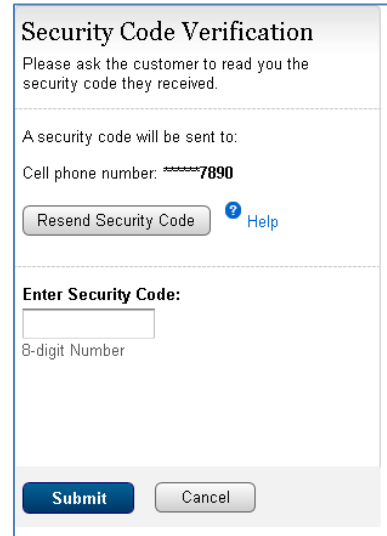 Security Code Verification
Please ask the customer to read you the
security code they received.
A security code will be sent to:
Cell phone number: ******7890
Resend Security Code
? Help
Enter Security Code:
8-digit Number
Submit
Cancel